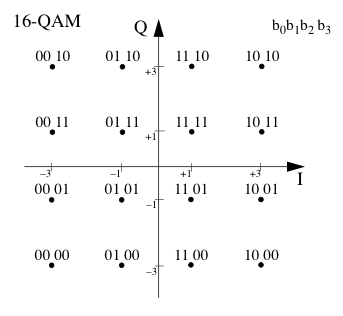 16-QAM Q b₀b₁b₂ b₃
00 10 01 10 11 10 10 10
+3
00 11 01 11 11 11 10 11
+1
−3 −1 +1 +3 I
00 01 01 01 11 01 10 01
−1
00 00 01 00 11 00 10 00
−3